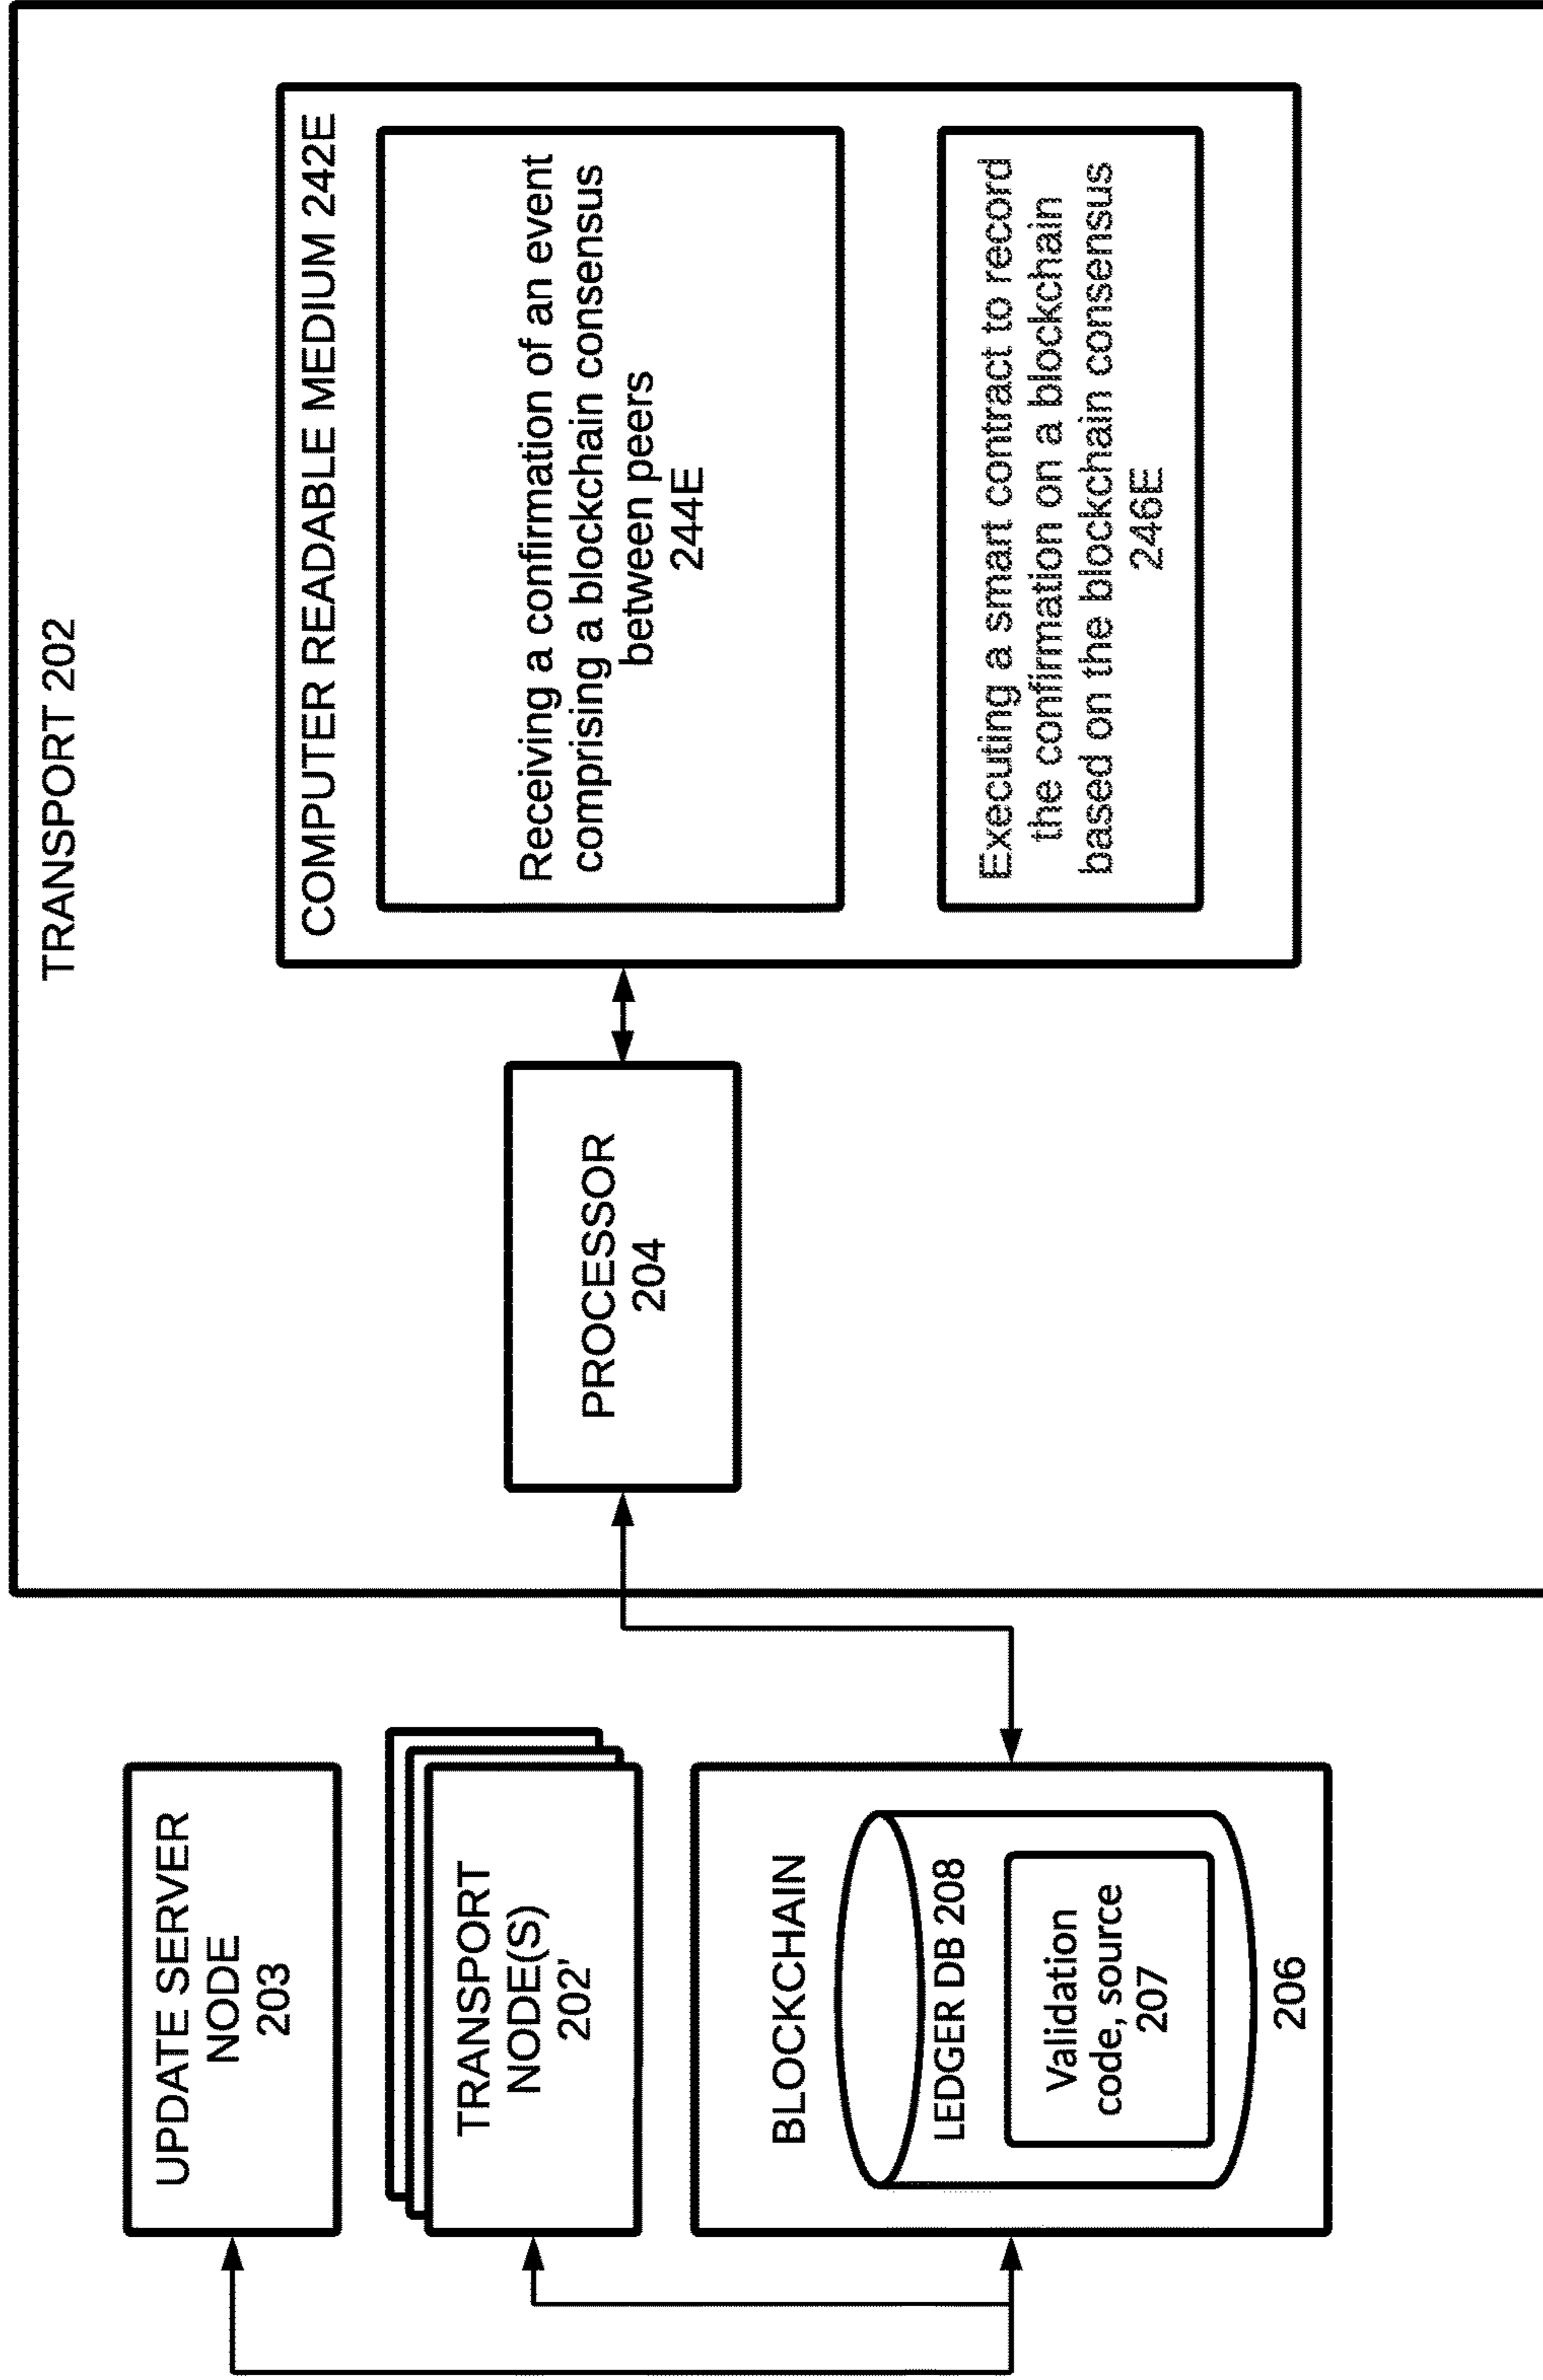 UPDATE SERVER
NODE
203
TRANSPORT
NODE(S)
202'
BLOCKCHAIN
LEDGER DB 208
Validation
code, source
207
206
TRANSPORT 202
PROCESSOR
204
COMPUTER READABLE MEDIUM 242E
Receiving a confirmation of an event
comprising a blockchain consensus
between peers
244E
Executing a smart contract to record
the confirmation on a blockchain
based on the blockchain consensus
246E